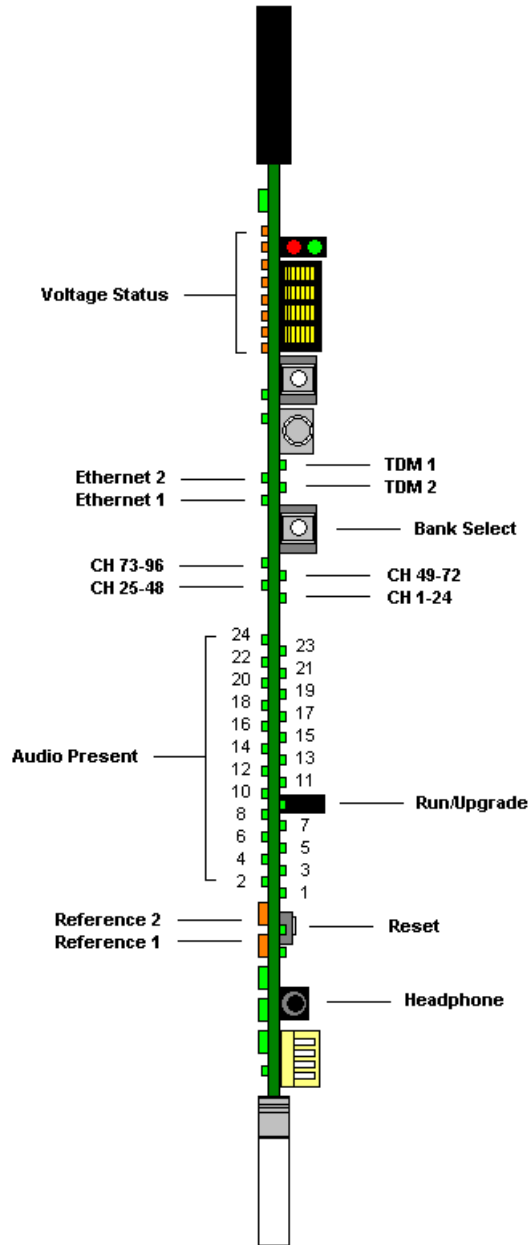 Voltage Status
TDM 1
Ethernet 2
TDM 2
Ethernet 1
Bank Select
CH 73-96
CH 49-72
CH 25-48
CH 1-24
24
23
22
21
20
19
18
17
16
15
14
Audio Present
13
12
11
10
Run/Upgrade
8
7
6
5
4
3
2
1
Reference 2
Reset
Reference 1
Headphone